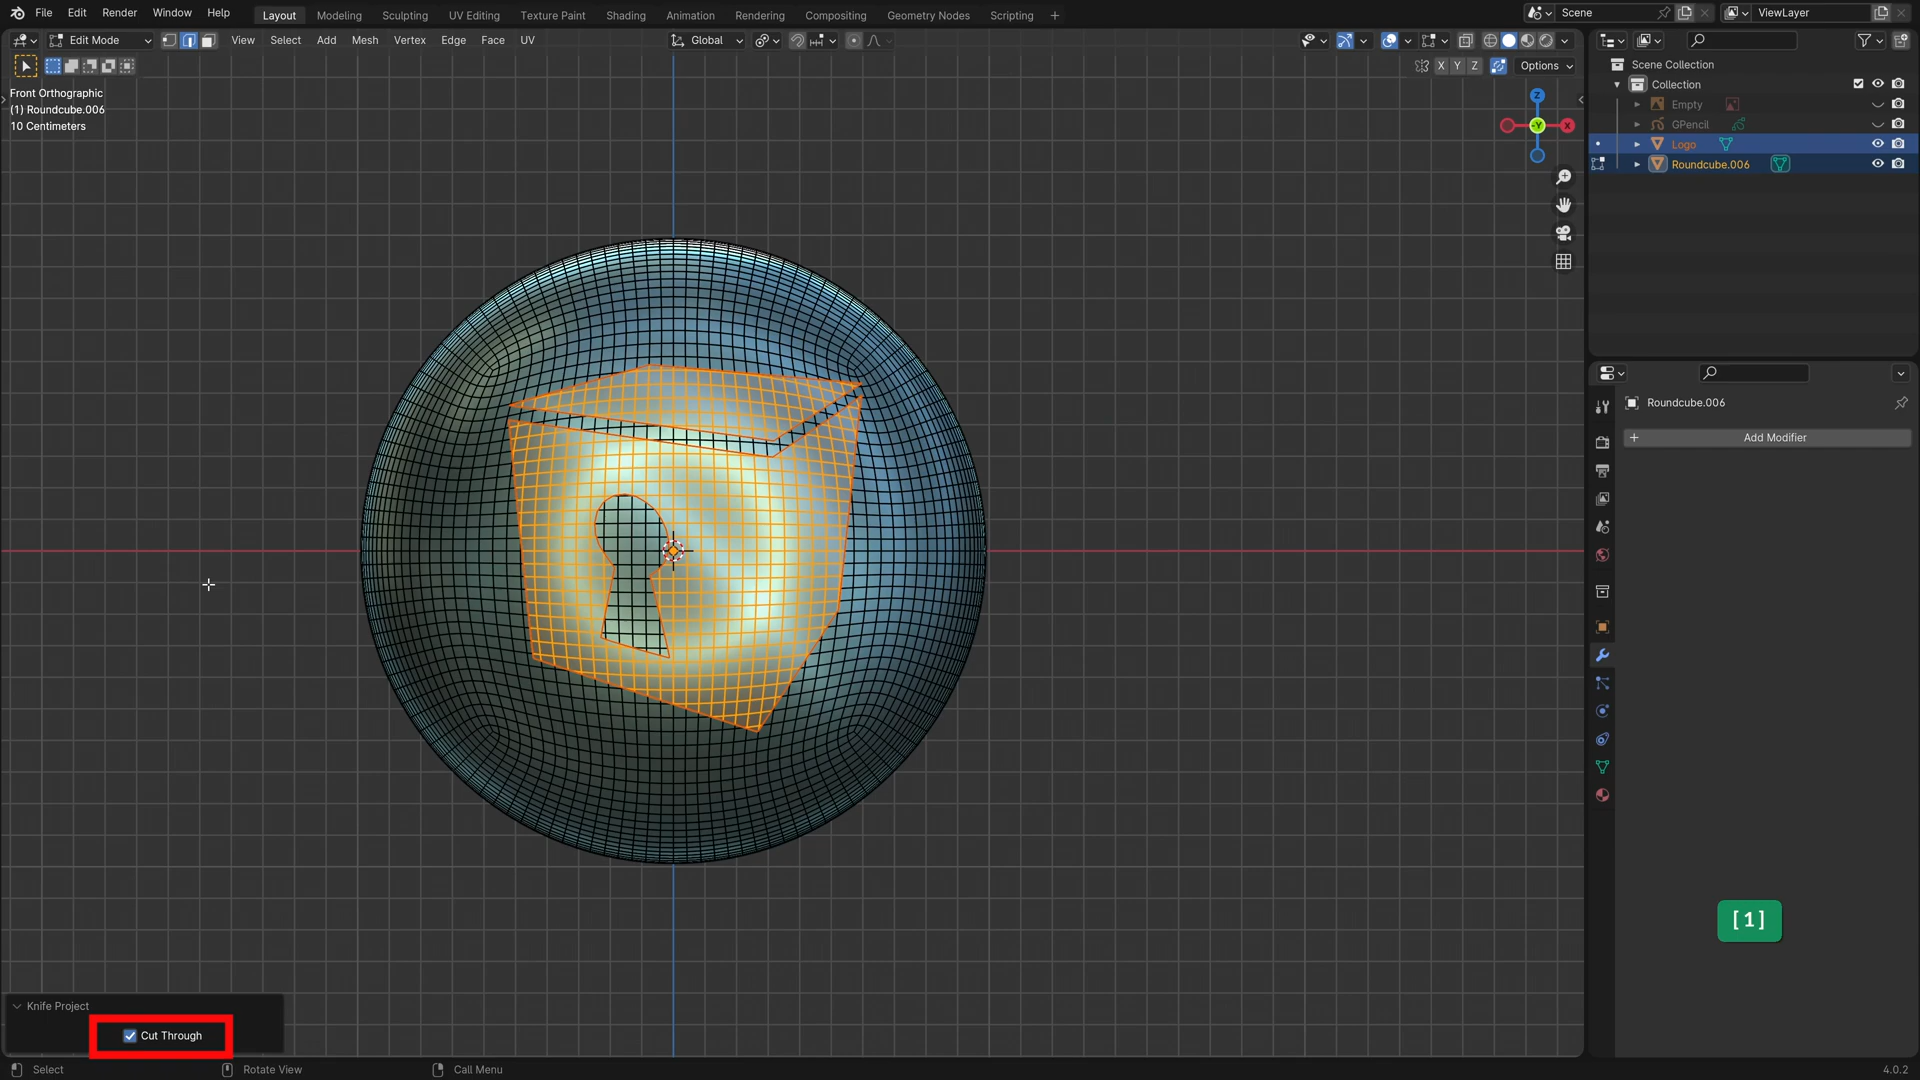 File Edit Render Window Help
Layout Modeling Sculpting UV Editing Texture Paint Shading Animation Rendering Compositing Geometry Nodes Scripting +
Scene
ViewLayer
Edit Mode
View Select Add Mesh Vertex Edge Face UV
Global
X Y Z
Options
Front Orthographic
(1) Roundcube.006
10 Centimeters
Z
-Y
X
Scene Collection
Collection
Empty
GPencil
Logo
Roundcube.006
Roundcube.006
+ Add Modifier
[1]
Knife Project
Cut Through
Select
Rotate View
Call Menu
4.0.2